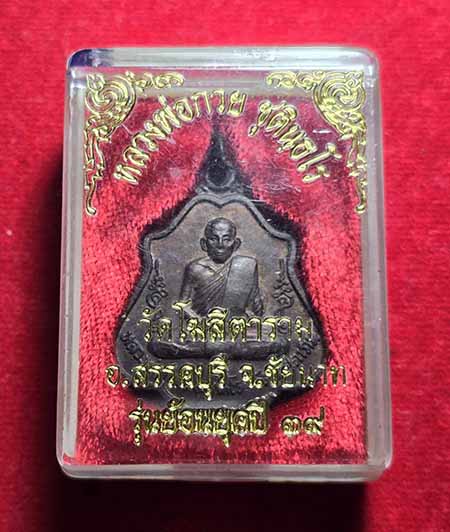 หลวงพ่อกวย ชุตินฺธโร
วัดโฆสิตาราม
อ.สรรคบุรี จ.ชัยนาท
รุ่นย้อนยุคปี ๓๙